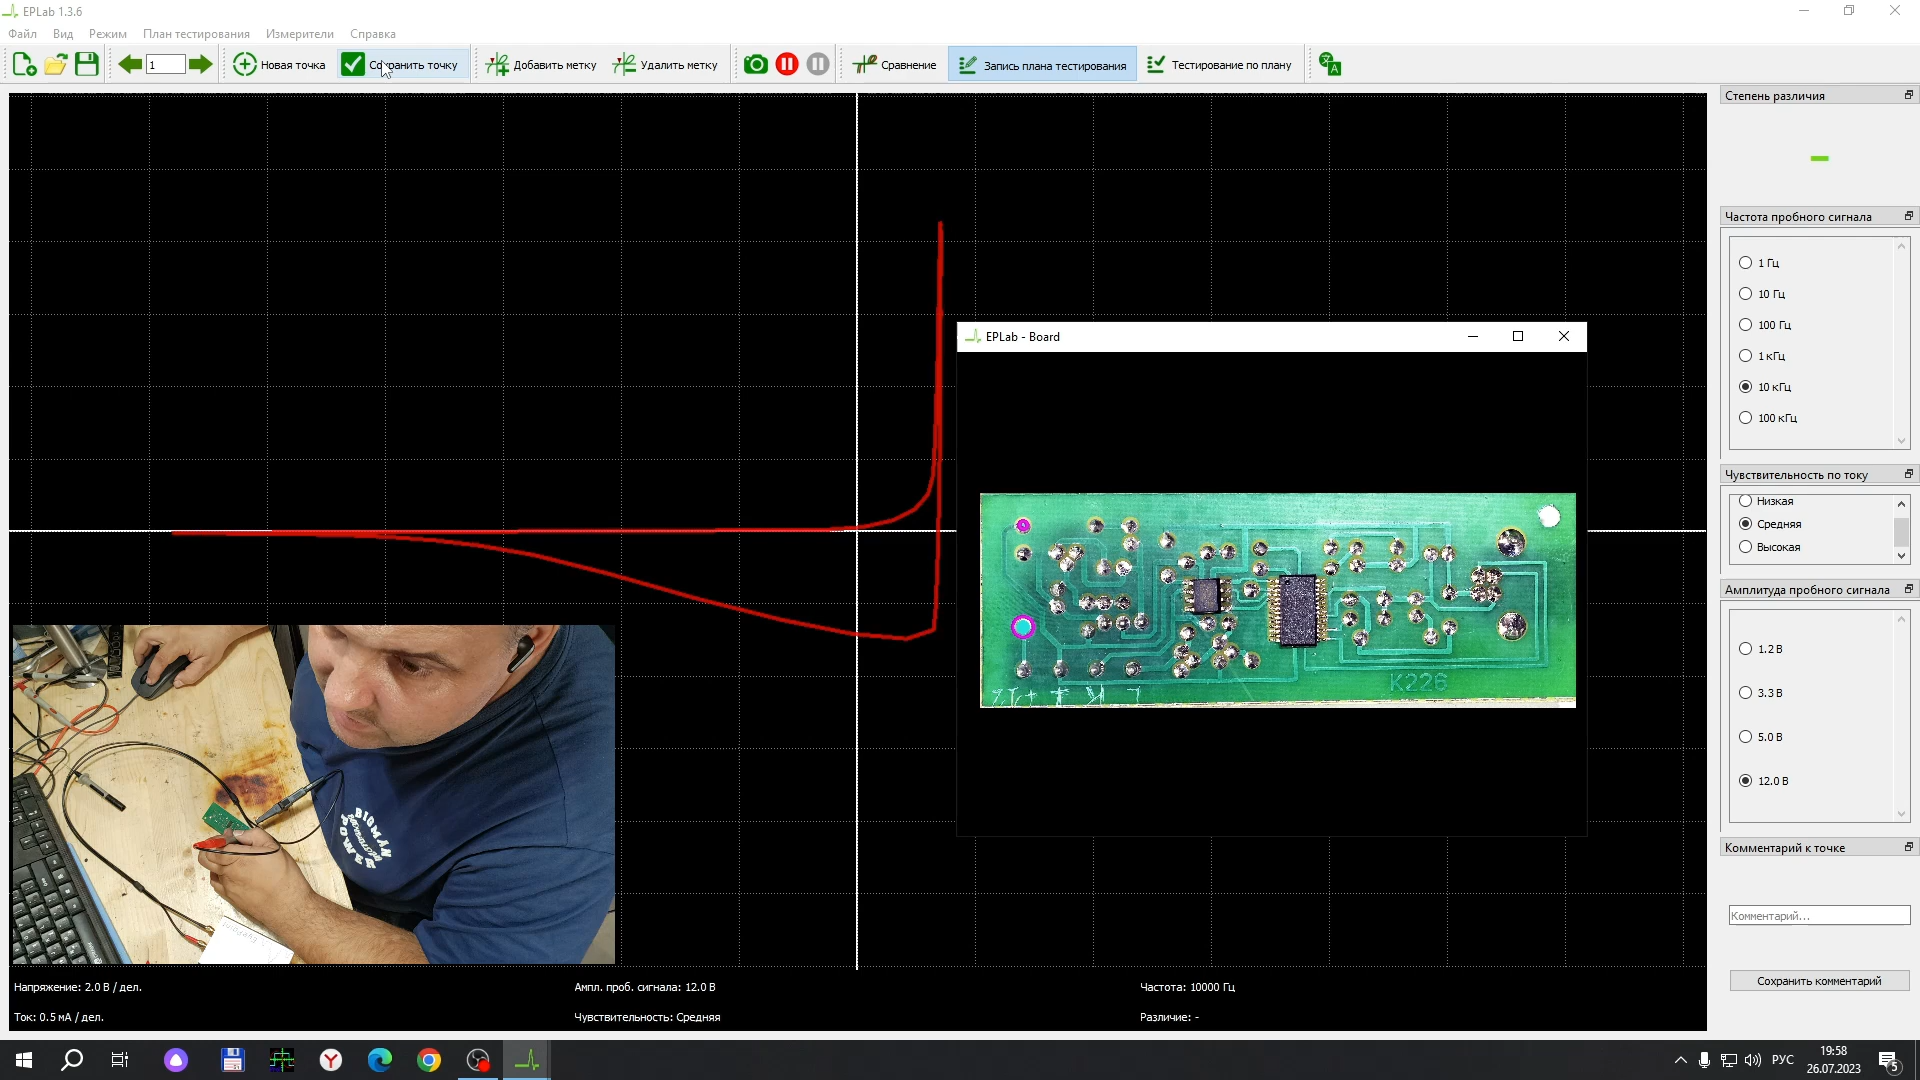 EPLab 1.3.6
Файл Вид Режим План тестирования Измерители Справка
1 Новая точка Сохранить точку Добавить метку Удалить метку Сравнение Запись плана тестирования Тестирование по плану
Степень различия
Частота пробного сигнала
1 Гц
10 Гц
100 Гц
1 кГц
10 кГц
100 кГц
Чувствительность по току
Низкая
Средняя
Высокая
Амплитуда пробного сигнала
1.2 В
3.3 В
5.0 В
12.0 В
Комментарий к точке
Комментарий...
Сохранить комментарий
EPLab - Board
K226
BIGMAN
POWER
Напряжение: 2.0 В / дел. Ампл. проб. сигнала: 12.0 В Частота: 10000 Гц
Ток: 0.5 мА / дел. Чувствительность: Средняя Различие: -
РУС 19:58
26.07.2023
5